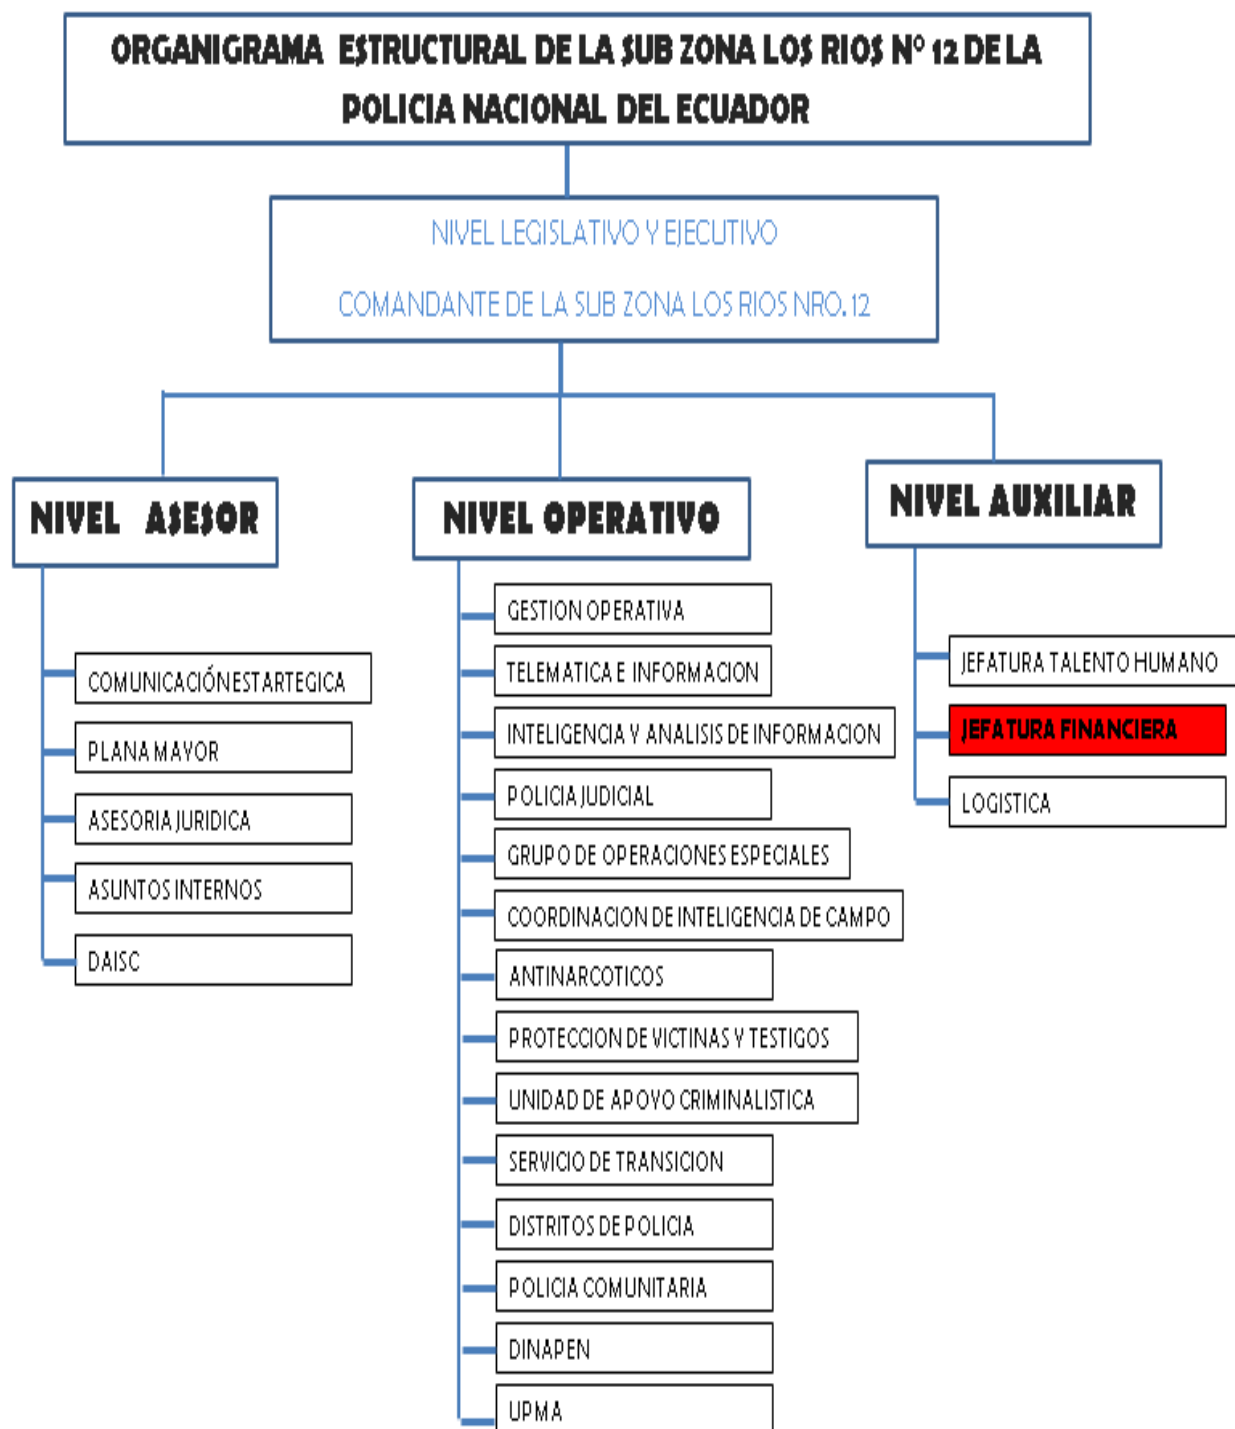 ORGANIGRAMA ESTRUCTURAL DE LA SUB ZONA LOS RIOS Nº 12 DE LA
POLICIA NACIONAL DEL ECUADOR
NIVEL LEGISLATIVO Y EJECUTIVO
COMANDANTE DE LA SUB ZONA LOS RIOS NRO. 12
NIVEL ASESOR
COMUNICACIÓN ESTARTEGICA
PLANA MAYOR
ASESORIA JURIDICA
ASUNTOS INTERNOS
DAISC
NIVEL OPERATIVO
GESTION OPERATIVA
TELEMATICA E INFORMACION
INTELIGENCIA Y ANALISIS DE INFORMACION
POLICIA JUDICIAL
GRUPO DE OPERACIONES ESPECIALES
COORDINACION DE INTELIGENCIA DE CAMPO
ANTINARCOTICOS
PROTECCION DE VICTINAS Y TESTIGOS
UNIDAD DE APOYO CRIMINALISTICA
SERVICIO DE TRANSICION
DISTRITOS DE POLICIA
POLICIA COMUNITARIA
DINAPEN
UPMA
NIVEL AUXILIAR
JEFATURA TALENTO HUMANO
JEFATURA FINANCIERA
LOGISTICA